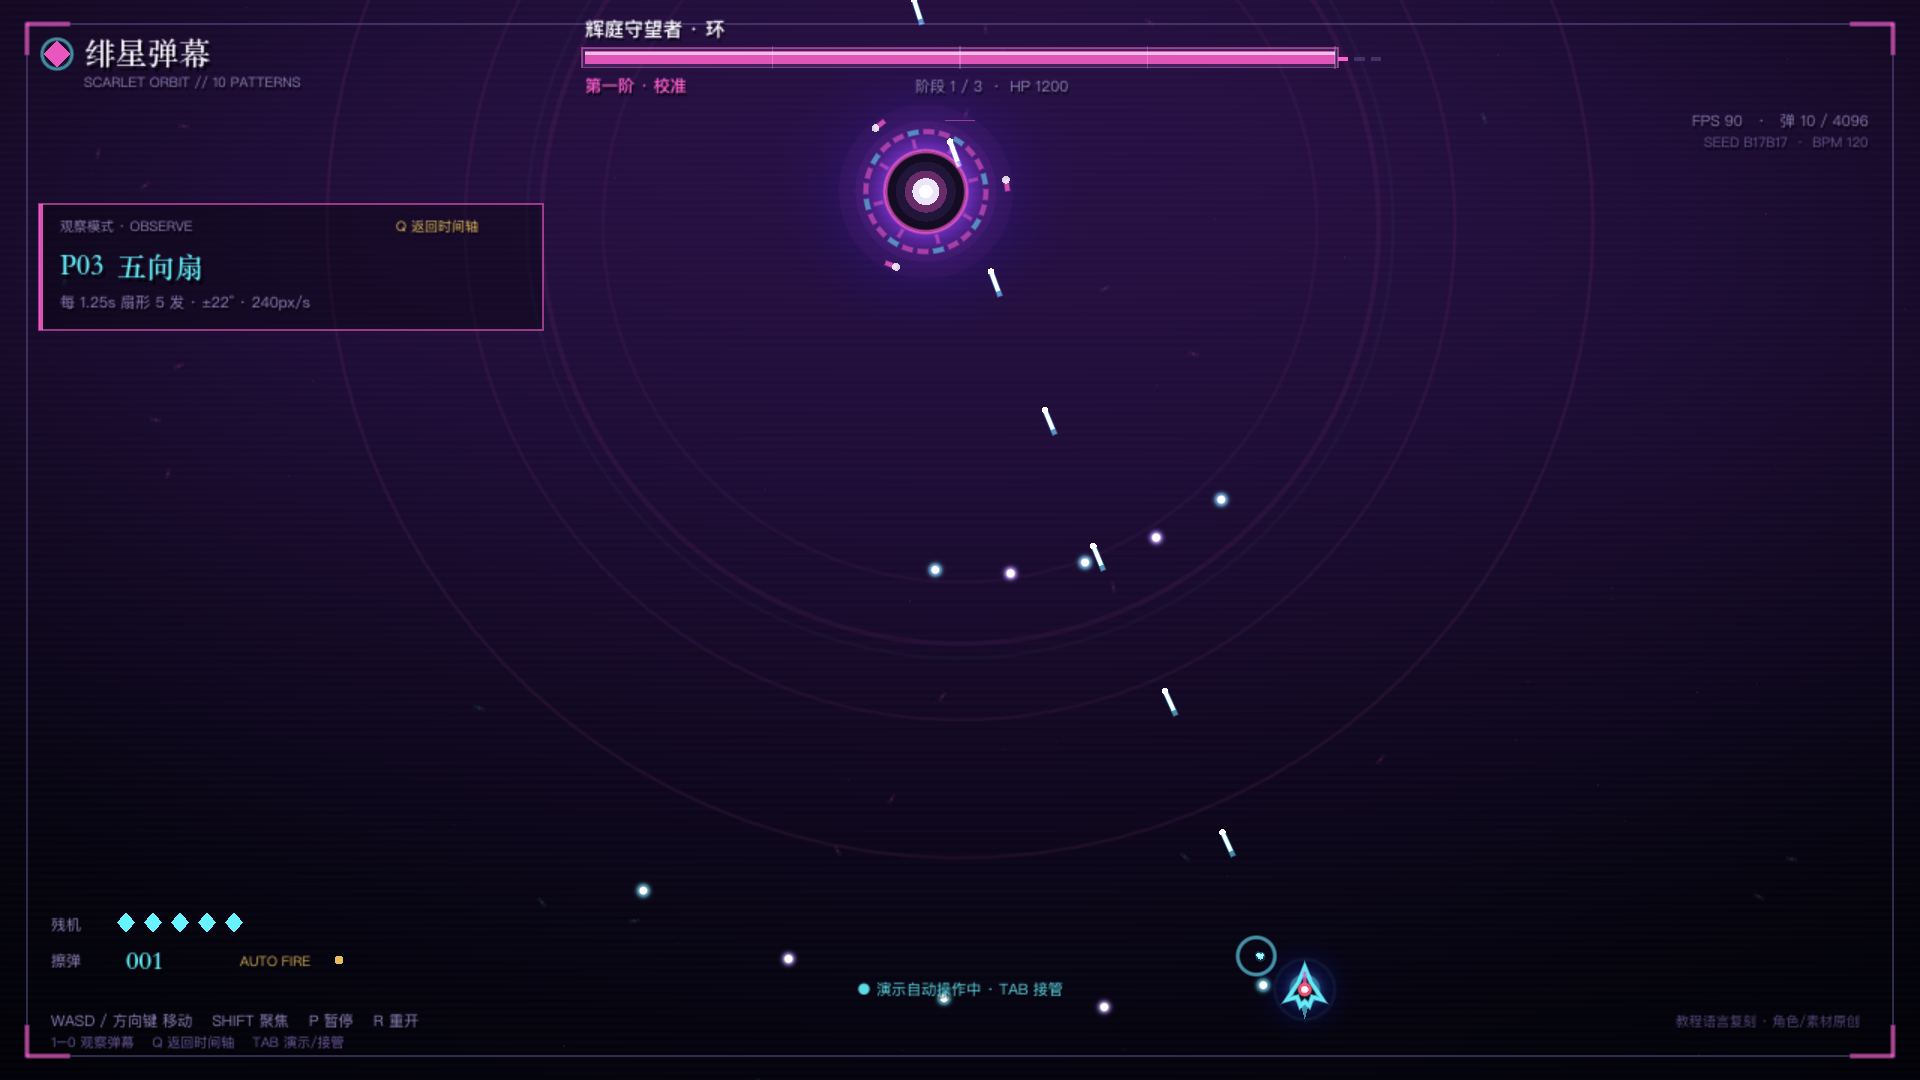 辉庭守望者 · 环
绯星弹幕
SCARLET ORBIT // 10 PATTERNS
第一阶 · 校准
阶段 1 / 3 · HP 1200
FPS 90 · 弹 10 / 4096
SEED B17B17 · BPM 120
观察模式 · OBSERVE
Q 返回时间轴
P03 五向扇
每 1.25s 扇形 5 发 · ±22° · 240px/s
残机
擦弹 001 AUTO FIRE
演示自动操作中 · TAB 接管
WASD / 方向键 移动 SHIFT 聚焦 P 暂停 R 重开
1—0 观察弹幕 Q 返回时间轴 TAB 演示/接管
教程语言复刻 · 角色/素材原创